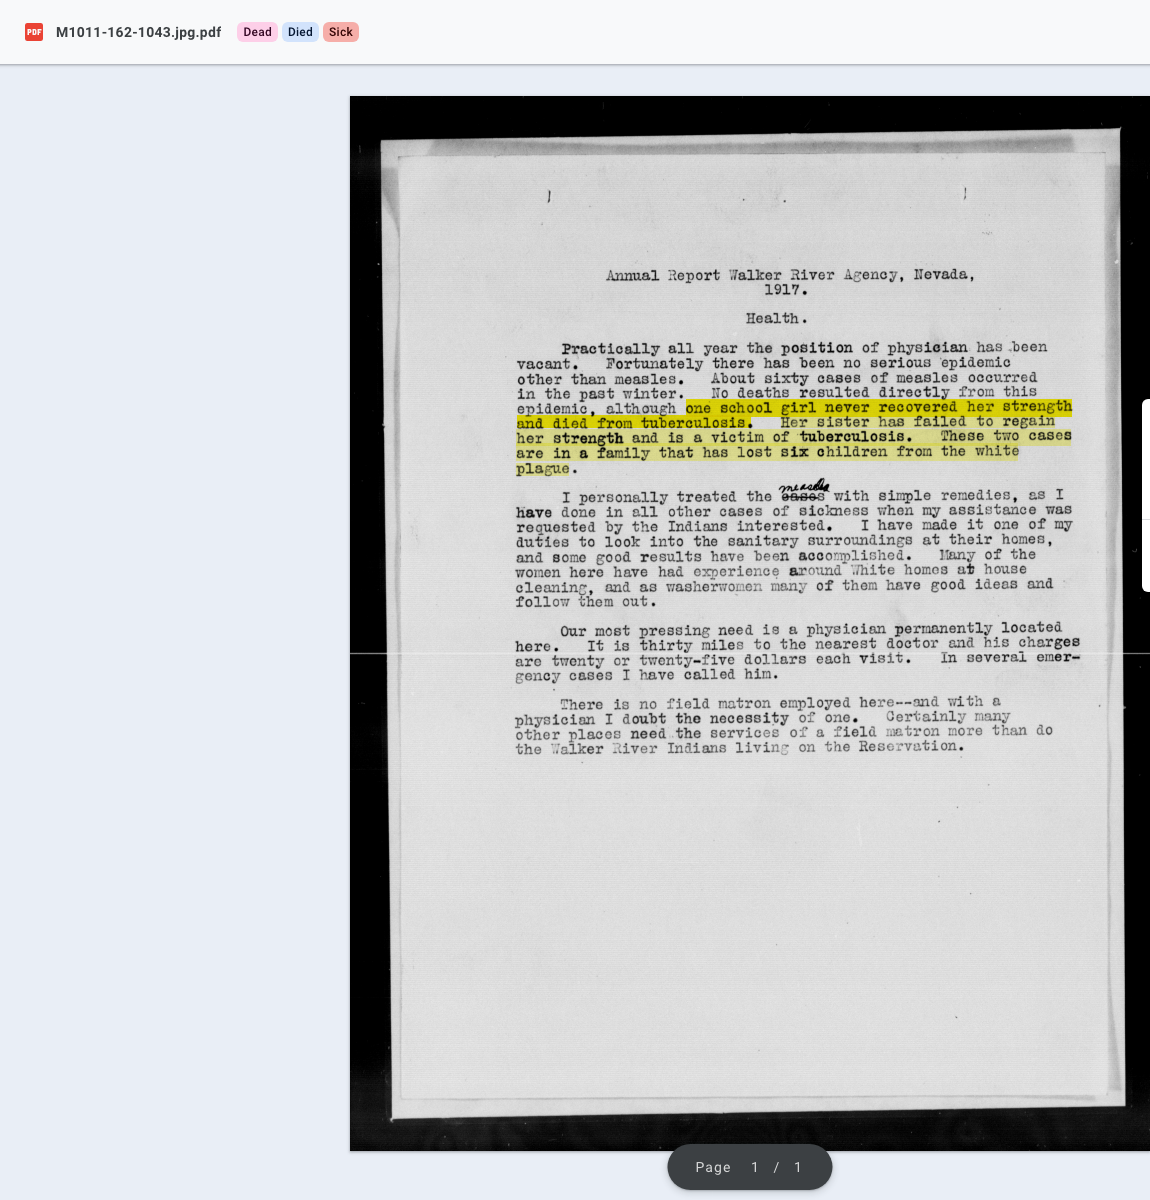 PDF M1011-162-1043.jpg.pdf Dead Died Sick
Annual Report Walker River Agency, Nevada,
1917.
Health.
Practically all year the position of physician has been
vacant. Fortunately there has been no serious epidemic
other than measles. About sixty cases of measles occurred
in the past winter. No deaths resulted directly from this
epidemic, although one school girl never recovered her strength
and died from tuberculosis. Her sister has failed to regain
her strength and is a victim of tuberculosis. These two cases
are in a family that has lost six children from the white
plague.
measles
I personally treated the cases with simple remedies, as I
have done in all other cases of sickness when my assistance was
requested by the Indians interested. I have made it one of my
duties to look into the sanitary surroundings at their homes,
and some good results have been accomplished. Many of the
women here have had experience around White homes at house
cleaning, and as washerwomen many of them have good ideas and
follow them out.
Our most pressing need is a physician permanently located
here. It is thirty miles to the nearest doctor and his charges
are twenty or twenty-five dollars each visit. In several emer-
gency cases I have called him.
There is no field matron employed here--and with a
physician I doubt the necessity of one. Certainly many
other places need the services of a field matron more than do
the Walker River Indians living on the Reservation.
Page 1 / 1